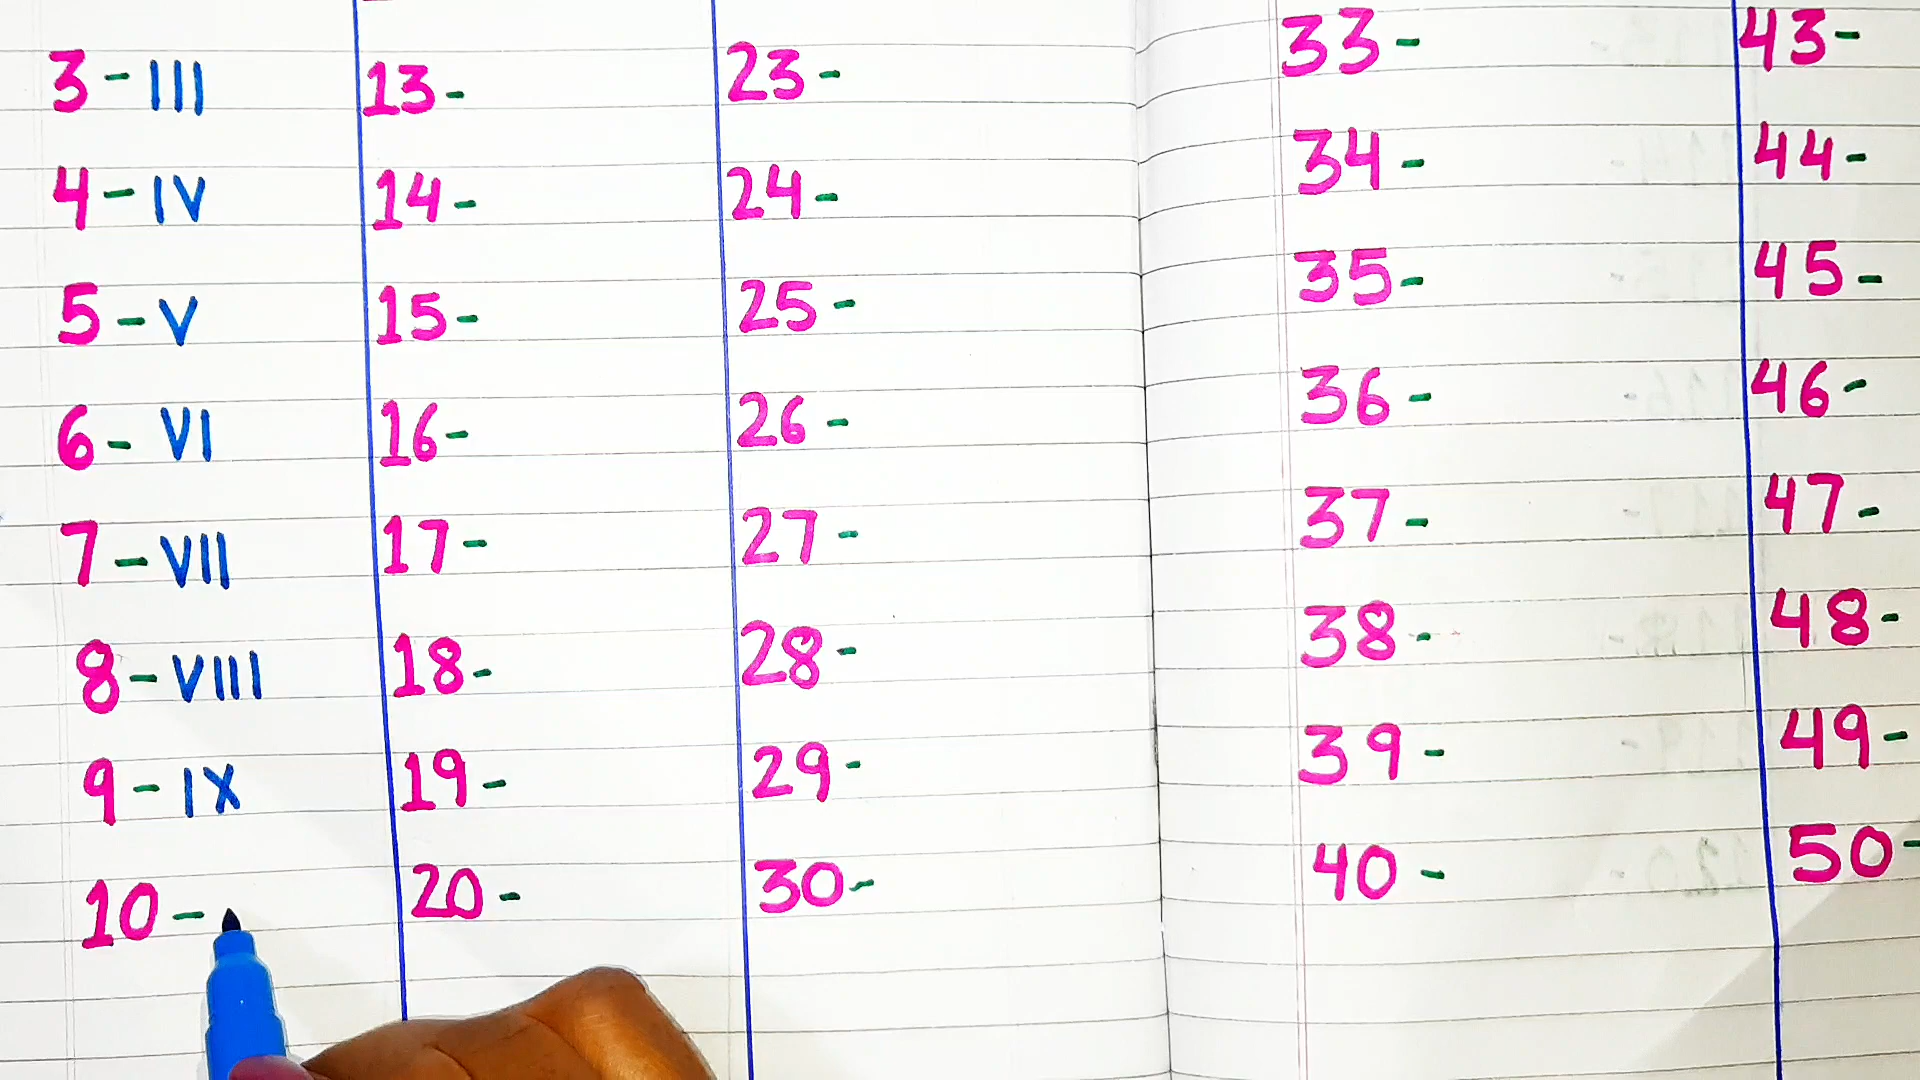 3 - III 13 - 23 - 33 - 43 -
4 - IV 14 - 24 - 34 - 44 -
5 - V 15 - 25 - 35 - 45 -
6 - VI 16 - 26 - 36 - 46 -
7 - VII 17 - 27 - 37 - 47 -
8 - VIII 18 - 28 - 38 - 48 -
9 - IX 19 - 29 - 39 - 49 -
10 - 20 - 30 - 40 - 50 -